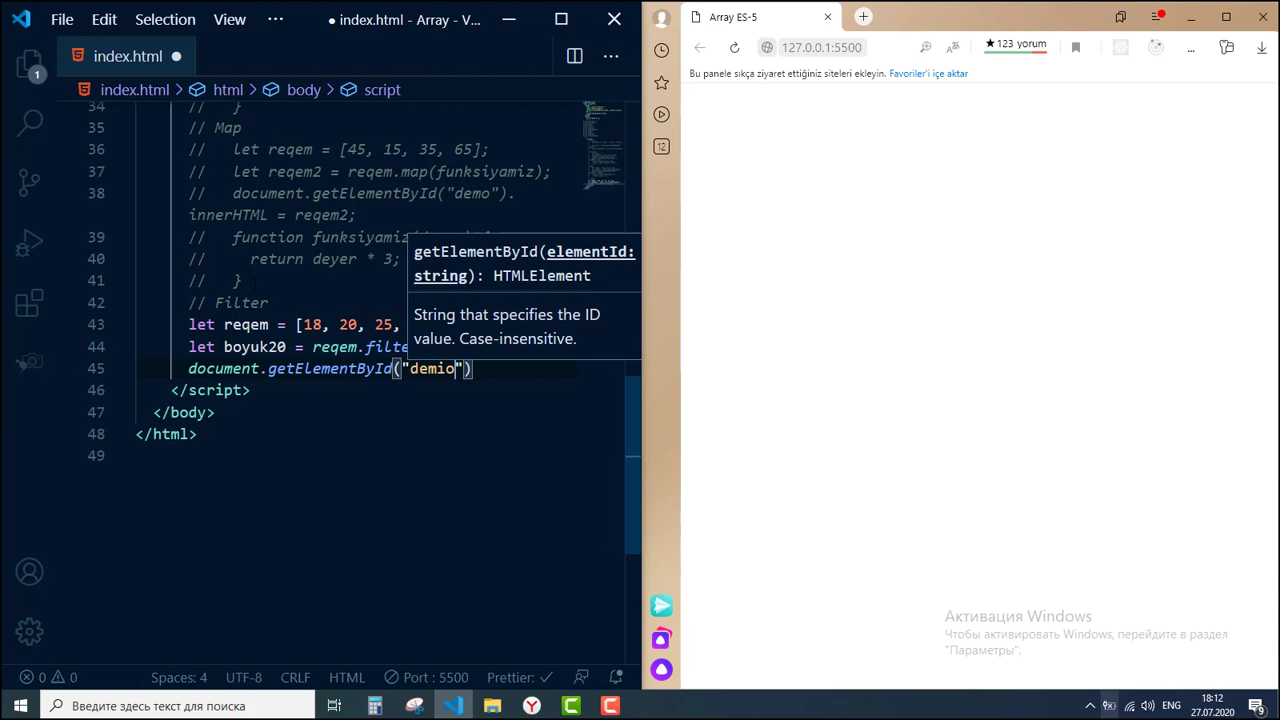 File Edit Selection View ··· ● index.html - Array - V...
index.html ●
index.html > html > body > script
34 // }
35 // Map
36 // let reqem = [45, 15, 35, 65];
37 // let reqem2 = reqem.map(funksiyamiz);
38 // document.getElementById("demo").
innerHTML = reqem2;
39 // function funksiyamiz(
40 // return deyer * 3;
41 // }
42 // Filter
43 let reqem = [18, 20, 25,
44 let boyuk20 = reqem.filte
45 document.getElementById("demio")
46 </script>
47 </body>
48 </html>
49
getElementById(elementId:
string): HTMLElement
String that specifies the ID
value. Case-insensitive.
1
0 0 Spaces: 4 UTF-8 CRLF HTML Port : 5500 Prettier: ✓
Array ES-5
127.0.0.1:5500 ★123 yorum ...
Bu panele sıkça ziyaret ettiğiniz siteleri ekleyin. Favoriler'i içe aktar
12
Активация Windows
Чтобы активировать Windows, перейдите в раздел
"Параметры".
Введите здесь текст для поиска
ENG
18:12
27.07.2020
9